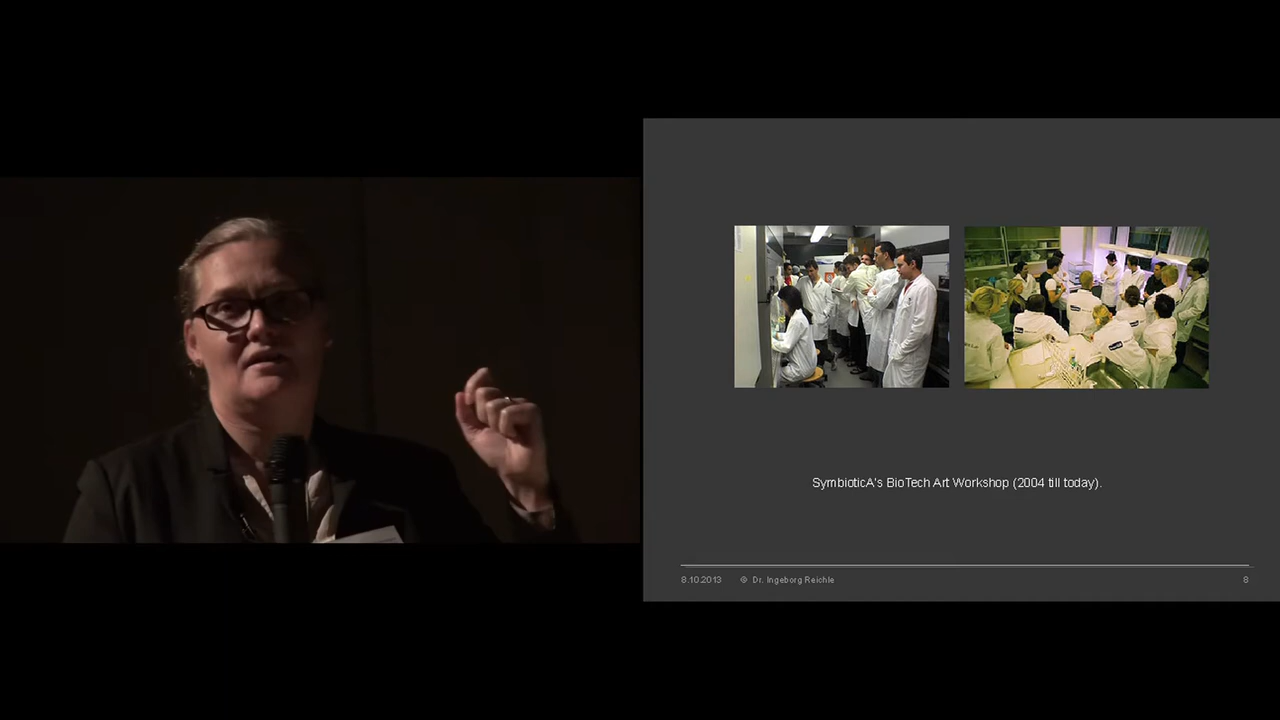 SymbioticA's BioTech Art Workshop (2004 till today).
8.10.2013 © Dr. Ingeborg Reichle 8